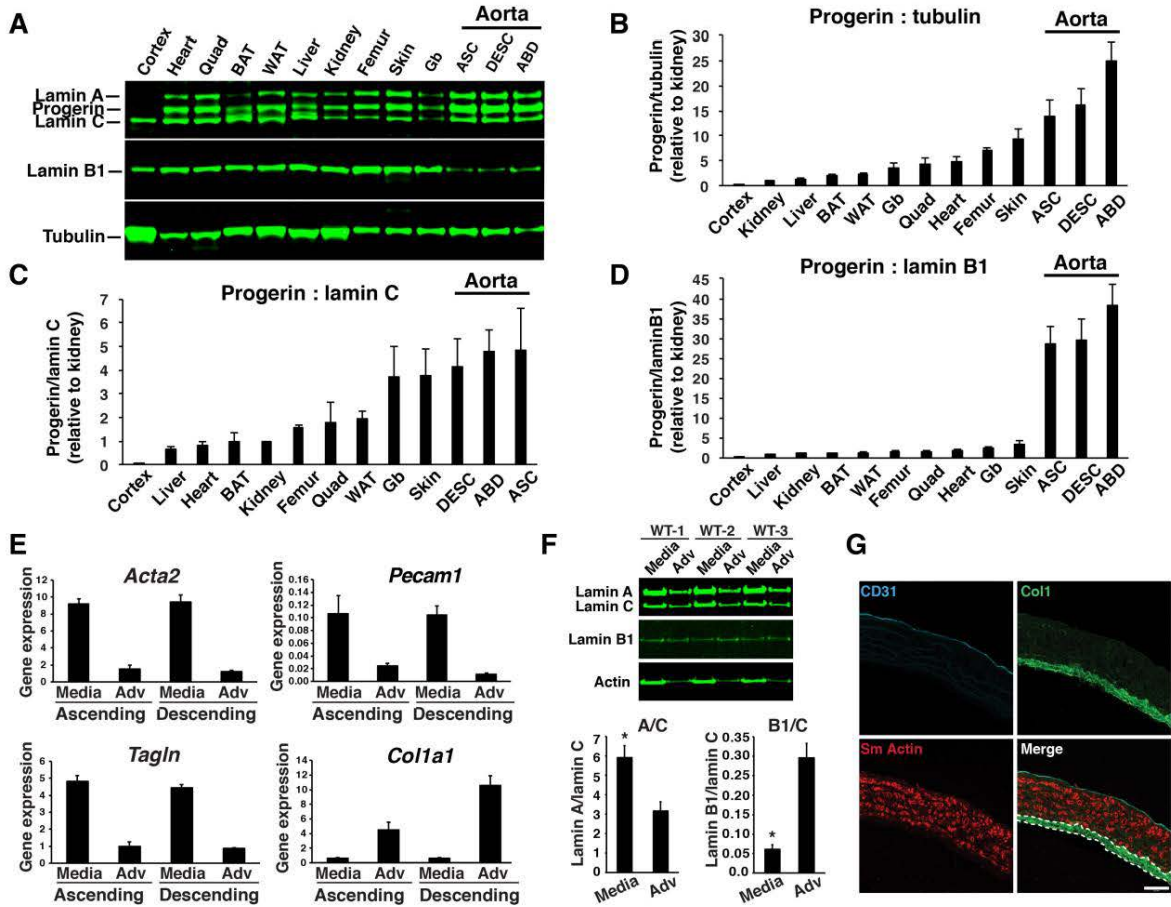 A
Aorta
Cortex
Heart
Quad
BAT
WAT
Liver
Kidney
Femur
Skin
Gb
ASC
DESC
ABD
Lamin A
Progerin
Lamin C
Lamin B1
Tubulin
B
Progerin : tubulin
Aorta
Progerin/tubulin
(relative to kidney)
30
25
20
15
10
5
0
Cortex
Kidney
Liver
BAT
WAT
Gb
Quad
Heart
Femur
Skin
ASC
DESC
ABD
C
Progerin : lamin C
Aorta
Progerin/lamin C
(relative to kidney)
7
6
5
4
3
2
1
0
Cortex
Liver
Heart
BAT
Kidney
Femur
Quad
WAT
Gb
Skin
DESC
ABD
ASC
D
Progerin : lamin B1
Aorta
Progerin/laminB1
(relative to kidney)
45
40
35
30
25
20
15
10
5
0
Cortex
Liver
Kidney
BAT
WAT
Femur
Quad
Heart
Gb
Skin
ASC
DESC
ABD
E
Acta2
Gene expression
12
10
8
6
4
2
0
Media Adv Media Adv
Ascending Descending
Pecam1
Gene expression
0.16
0.14
0.12
0.10
0.08
0.06
0.04
0.02
0.00
Media Adv Media Adv
Ascending Descending
Tagln
Gene expression
6
5
4
3
2
1
0
Media Adv Media Adv
Ascending Descending
Col1a1
Gene expression
14
12
10
8
6
4
2
0
Media Adv Media Adv
Ascending Descending
F
WT-1 WT-2 WT-3
Media
Adv
Media
Adv
Media
Adv
Lamin A
Lamin C
Lamin B1
Actin
A/C
Lamin A/lamin C
7
6
5
4
3
2
1
0
*
Media
Adv
B1/C
Lamin B1/lamin C
0.35
0.30
0.25
0.20
0.15
0.10
0.05
0.00
*
Media
Adv
G
CD31
Col1
Sm Actin
Merge